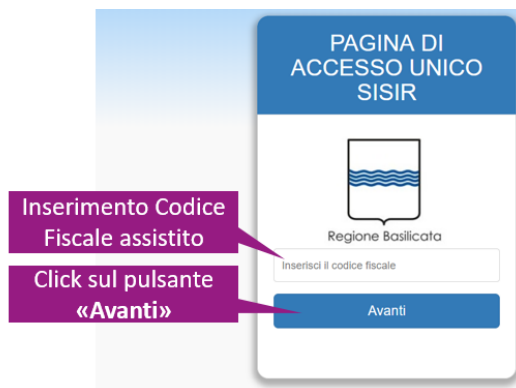 PAGINA DI
ACCESSO UNICO
SISIR
Regione Basilicata
Inserimento Codice
Fiscale assistito
Inserisci il codice fiscale
Click sul pulsante
«Avanti»
Avanti